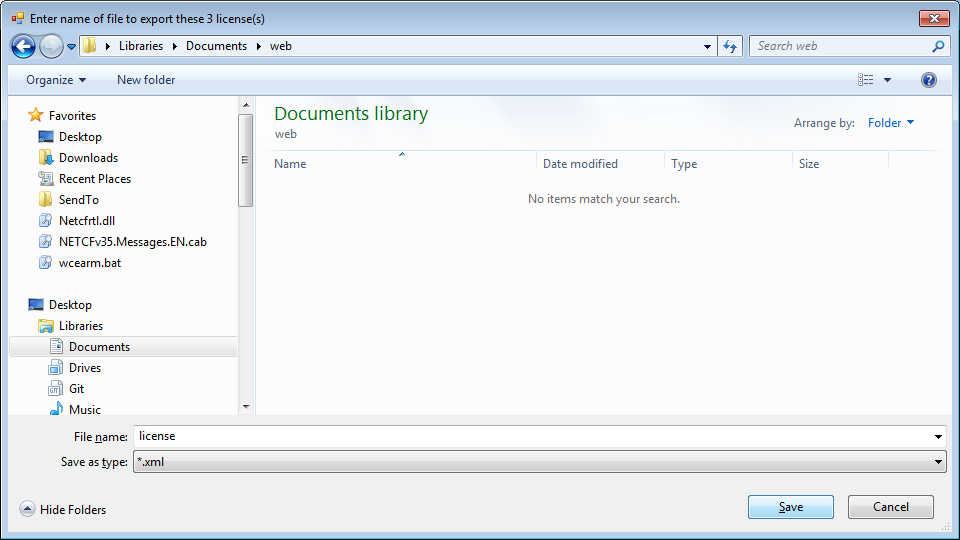 Enter name of file to export these 3 license(s)
Libraries Documents web
Search web
Organize New folder
Favorites
Desktop
Downloads
Recent Places
SendTo
Netcfrtl.dll
NETCFv35.Messages.EN.cab
wcearm.bat
Desktop
Libraries
Documents
Drives
Git
Music
Documents library
web
Arrange by: Folder
Name Date modified Type Size
No items match your search.
File name: license
Save as type: *.xml
Hide Folders
Save Cancel